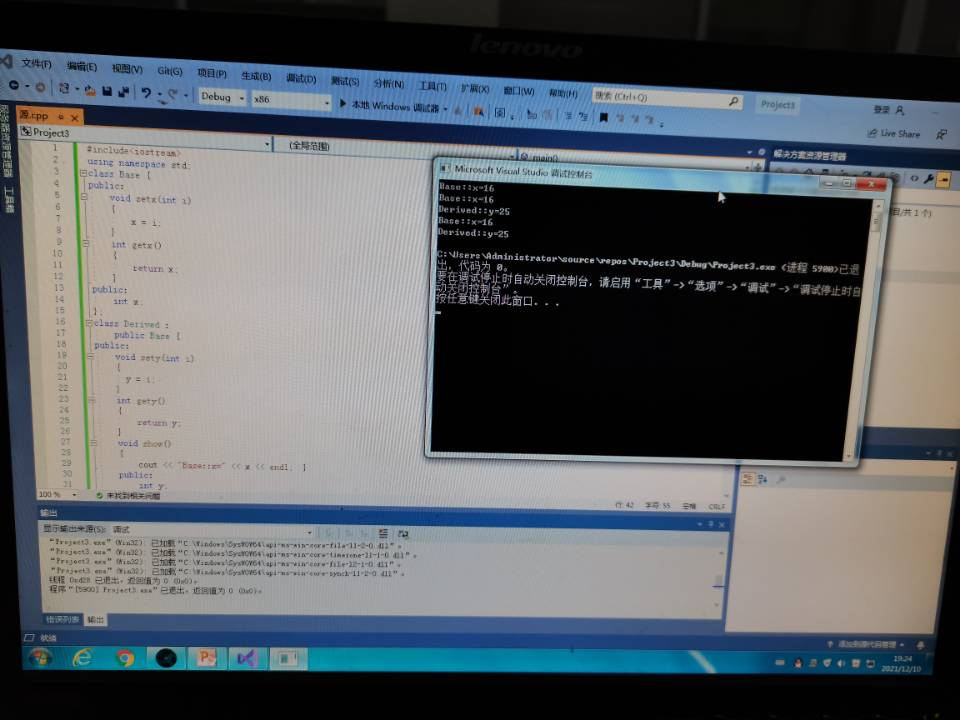 lenovo
文件(F) 编辑(E) 视图(V) Git(G) 项目(P) 生成(B) 调试(D) 测试(S) 分析(N) 工具(T) 扩展(X) 窗口(W) 帮助(H) 搜索 (Ctrl+Q) Project3 登录
Debug x86 本地 Windows 调试器 Live Share
源.cpp
Project3 (全局范围) main() 解决方案资源管理器
服务器资源管理器 工具箱
1 #include<iostream>
2 using namespace std;
3 class Base {
4 public:
5 void setx(int i)
6 {
7 x = i;
8 }
9 int getx()
10 {
11 return x;
12 }
13 public:
14 int x;
15 };
16 class Derived :
17 public Base {
18 public:
19 void sety(int i)
20 {
21 y = i;
22 }
23 int gety()
24 {
25 return y;
26 }
27 void show()
28 {
29 cout << "Base::x=" << x << endl; }
30 public:
31 int y;
Microsoft Visual Studio 调试控制台
Base::x=16
Base::x=16
Derived::y=25
Base::x=16
Derived::y=25
C:\Users\Administrator\source\repos\Project3\Debug\Project3.exe (进程 5900)已退
出，代码为 0。
要在调试停止时自动关闭控制台，请启用“工具”->“选项”->“调试”->“调试停止时自
动关闭控制台”。
按任意键关闭此窗口. . .
100 % 未找到相关问题 行: 42 字符: 55 空格 CRLF
输出
显示输出来源(S): 调试
“Project3.exe” (Win32): 已加载“C:\Windows\SysWOW64\api-ms-win-core-file-l1-2-0.dll”。
“Project3.exe” (Win32): 已加载“C:\Windows\SysWOW64\api-ms-win-core-timezone-l1-1-0.dll”。
“Project3.exe” (Win32): 已加载“C:\Windows\SysWOW64\api-ms-win-core-file-l2-1-0.dll”。
“Project3.exe” (Win32): 已加载“C:\Windows\SysWOW64\api-ms-win-core-synch-l1-2-0.dll”。
线程 0xd28 已退出，返回值为 0 (0x0)。
程序“[5900] Project3.exe”已退出，返回值为 0 (0x0)。
错误列表 输出
就绪 添加到源代码管理
19:24
2021/12/10